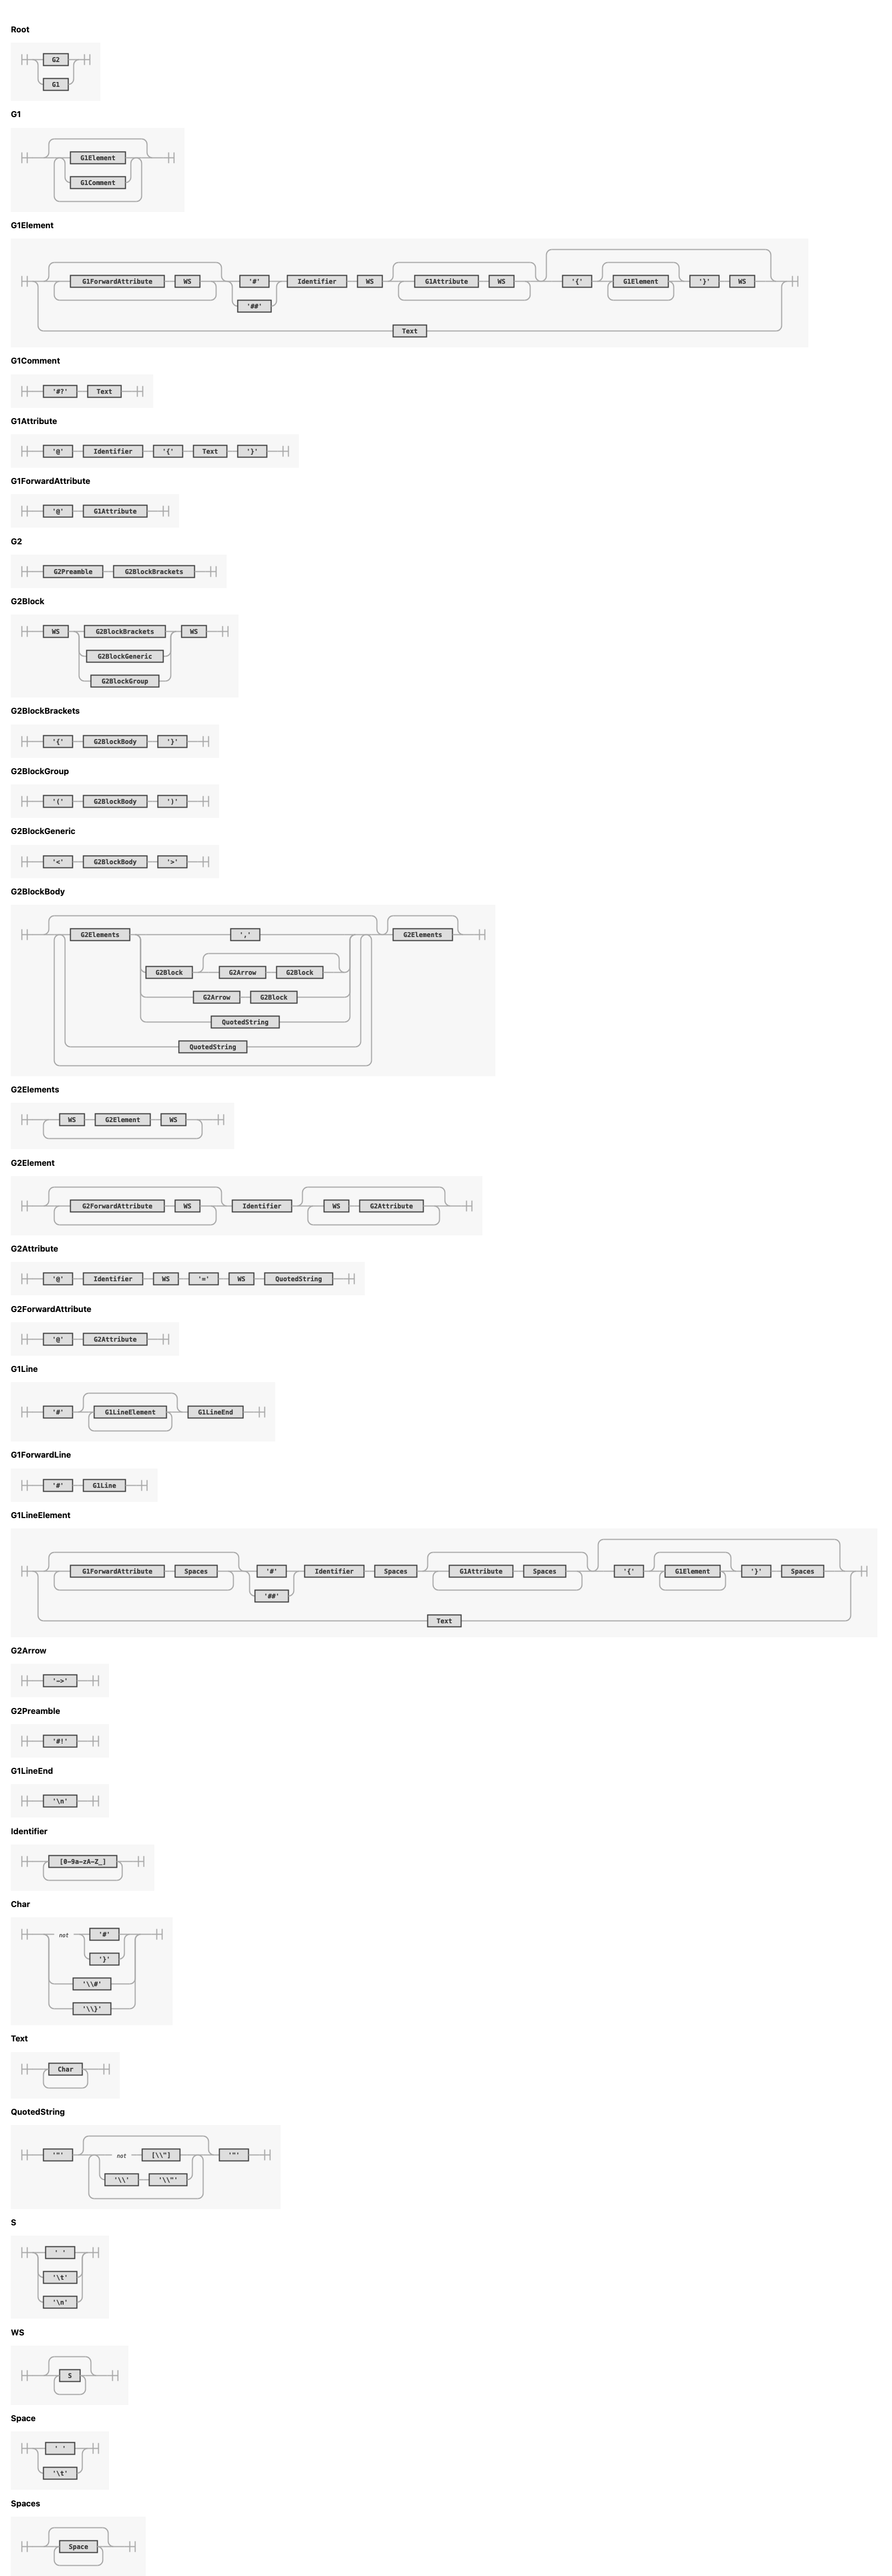 Root
G2
G1
G1
G1Element
G1Comment
G1Element
G1ForwardAttribute WS '#' Identifier WS G1Attribute WS '{' G1Element '}' WS
'##'
Text
G1Comment
'#?' Text
G1Attribute
'@' Identifier '{' Text '}'
G1ForwardAttribute
'@' G1Attribute
G2
G2Preamble G2BlockBrackets
G2Block
WS G2BlockBrackets WS
G2BlockGeneric
G2BlockGroup
G2BlockBrackets
'{' G2BlockBody '}'
G2BlockGroup
'(' G2BlockBody ')'
G2BlockGeneric
'<' G2BlockBody '>'
G2BlockBody
G2Elements ',' G2Elements
G2Block G2Arrow G2Block
G2Arrow G2Block
QuotedString
QuotedString
G2Elements
WS G2Element WS
G2Element
G2ForwardAttribute WS Identifier WS G2Attribute
G2Attribute
'@' Identifier WS '=' WS QuotedString
G2ForwardAttribute
'@' G2Attribute
G1Line
'#' G1LineElement G1LineEnd
G1ForwardLine
'#' G1Line
G1LineElement
G1ForwardAttribute Spaces '#' Identifier Spaces G1Attribute Spaces '{' G1Element '}' Spaces
'##'
Text
G2Arrow
'->'
G2Preamble
'#!'
G1LineEnd
'\n'
Identifier
[0-9a-zA-Z_]
Char
not '#'
'}'
'\\#'
'\\}'
Text
Char
QuotedString
'"' not [\\"] '"'
'\\' '\\"'
S
' '
'\t'
'\n'
WS
S
Space
' '
'\t'
Spaces
Space